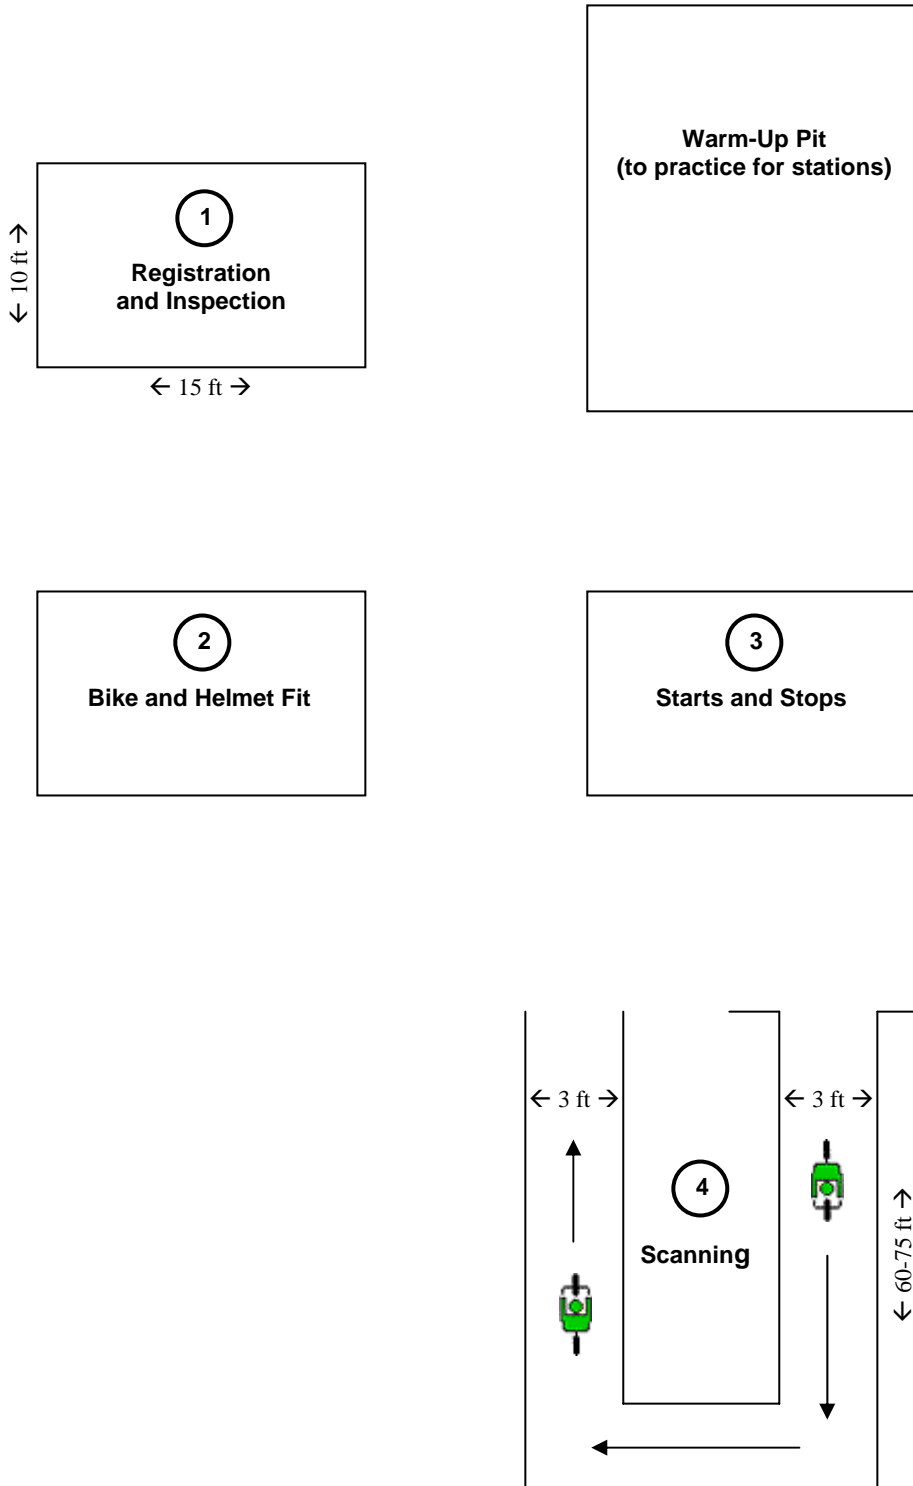 Warm-Up Pit
(to practice for stations)
1
Registration
and Inspection
← 10 ft →
← 15 ft →
2
Bike and Helmet Fit
3
Starts and Stops
← 3 ft →
← 3 ft →
4
Scanning
← 60-75 ft →